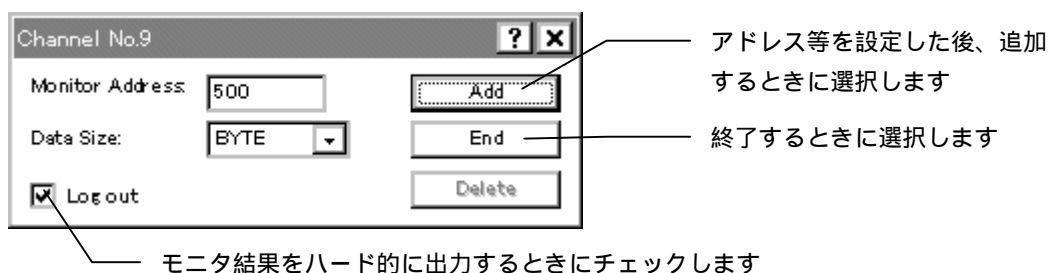 Channel No.9
? ×
アドレス等を設定した後、追加
するときに選択します
Monitor Address:
500
Add
Data Size:
BYTE
End
終了するときに選択します
Log out
Delete
モニタ結果をハード的に出力するときにチェックします